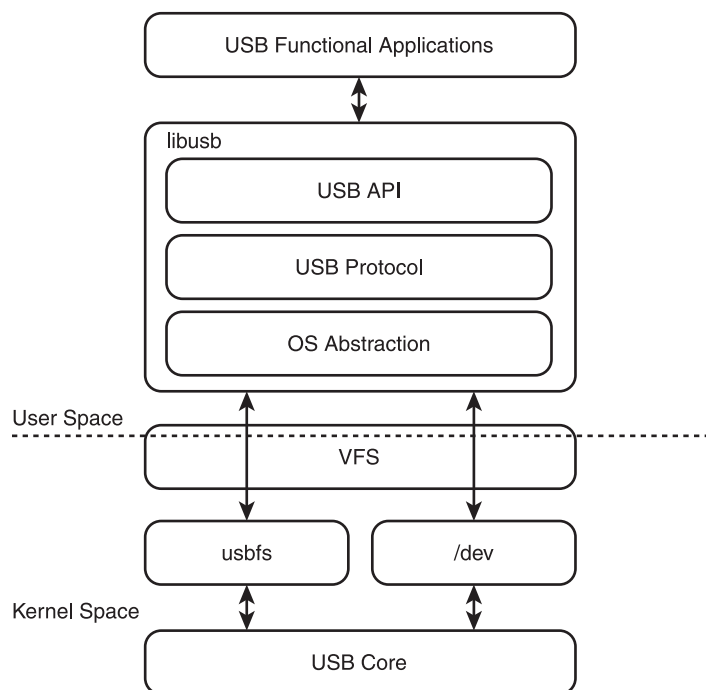 USB Functional Applications
libusb
USB API
USB Protocol
OS Abstraction
User Space
VFS
usbfs
/dev
Kernel Space
USB Core